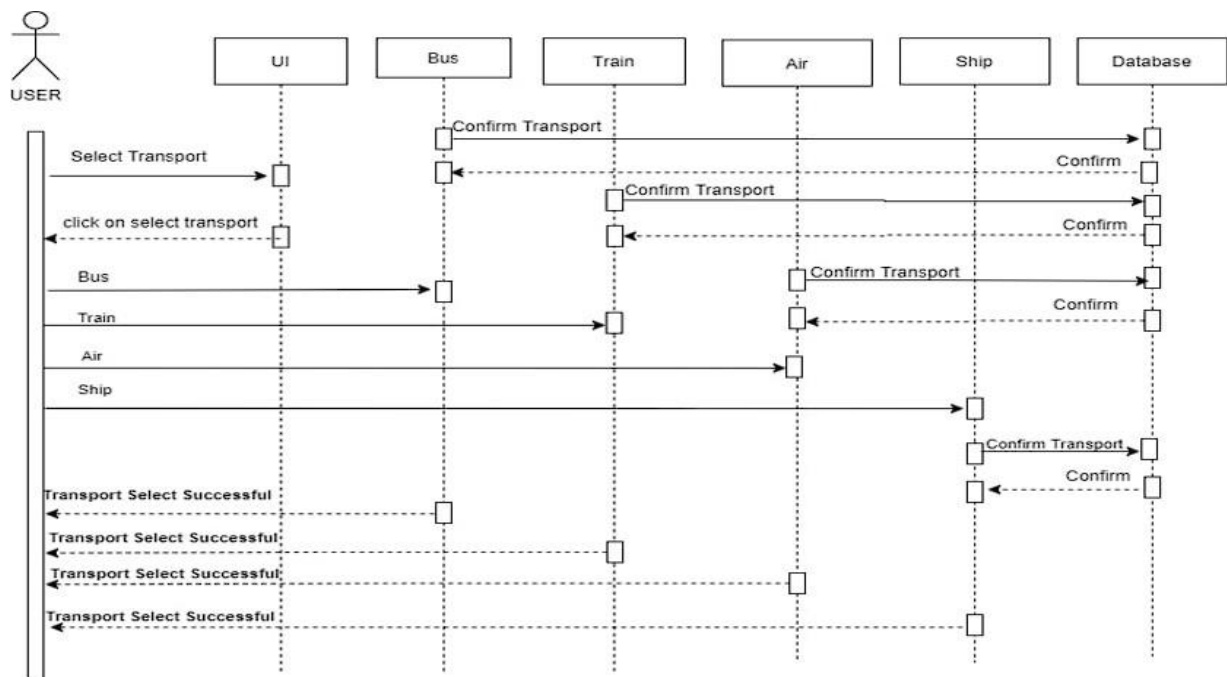 USER
UI
Bus
Train
Air
Ship
Database
Confirm Transport
Select Transport
Confirm
Confirm Transport
click on select transport
Confirm
Bus
Confirm Transport
Train
Confirm
Air
Ship
Confirm Transport
Confirm
Transport Select Successful
Transport Select Successful
Transport Select Successful
Transport Select Successful